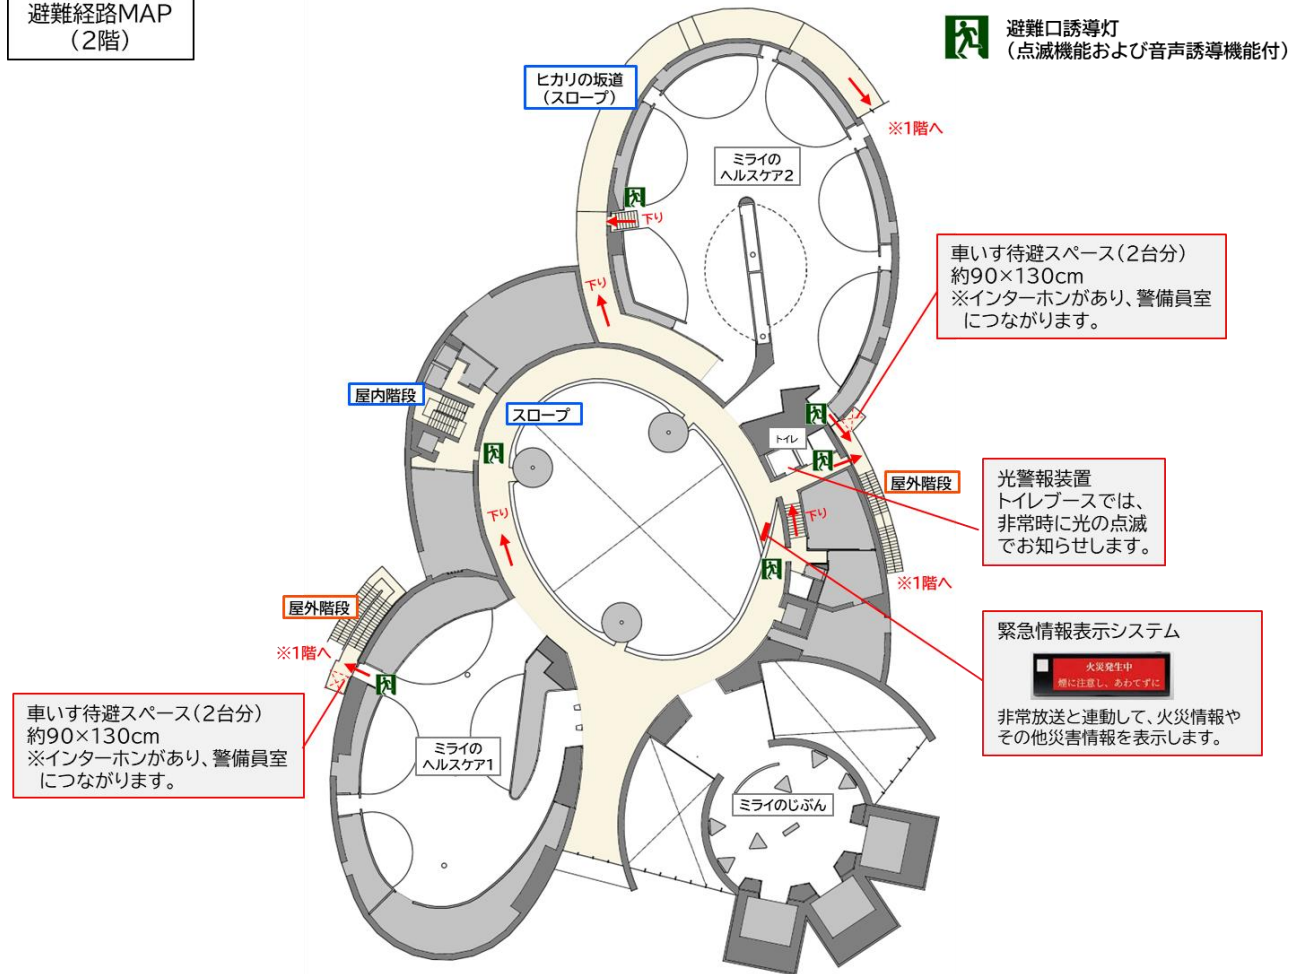 避難経路MAP
(2階)
避難口誘導灯
(点滅機能および音声誘導機能付)
ヒカリの坂道
(スロープ)
※1階へ
ミライの
ヘルスケア2
下り
車いす待避スペース(2台分)
約90×130cm
※インターホンがあり、警備員室
につながります。
下り
屋内階段
スロープ
トイレ
屋外階段
光警報装置
トイレブースでは、
非常時に光の点滅
でお知らせします。
下り
下り
※1階へ
屋外階段
※1階へ
緊急情報表示システム
火災発生中
煙に注意し、あわてずに
非常放送と連動して、火災情報や
その他災害情報を表示します。
車いす待避スペース(2台分)
約90×130cm
※インターホンがあり、警備員室
につながります。
ミライの
ヘルスケア1
ミライのじぶん